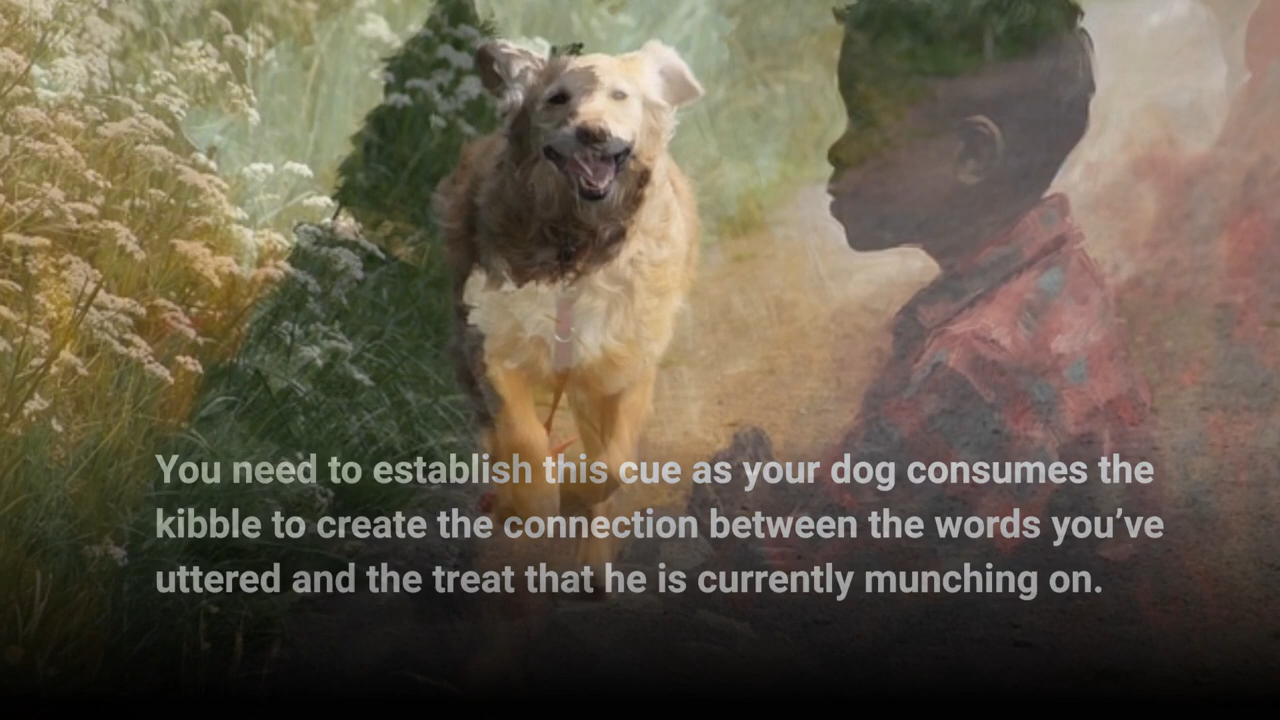 You need to establish this cue as your dog consumes the
kibble to create the connection between the words you’ve
uttered and the treat that he is currently munching on.